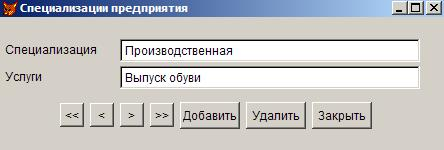 Специализации предприятия
Специализация Производственная
Услуги Выпуск обуви
<< < > >> Добавить Удалить Закрыть